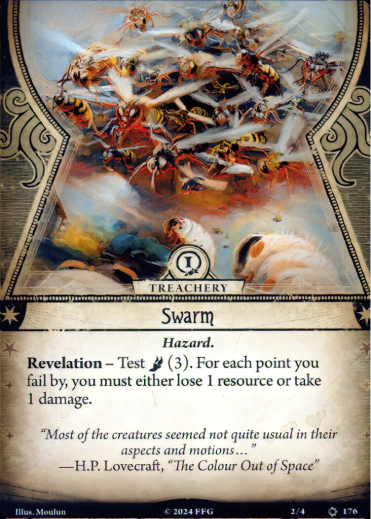 TREACHERY
Swarm
Hazard.
Revelation – Test (3). For each point you
fail by, you must either lose 1 resource or take
1 damage.
“Most of the creatures seemed not quite usual in their
aspects and motions…”
—H.P. Lovecraft, “The Colour Out of Space”
Illus. Moulun © 2024 FFG 2/4 176